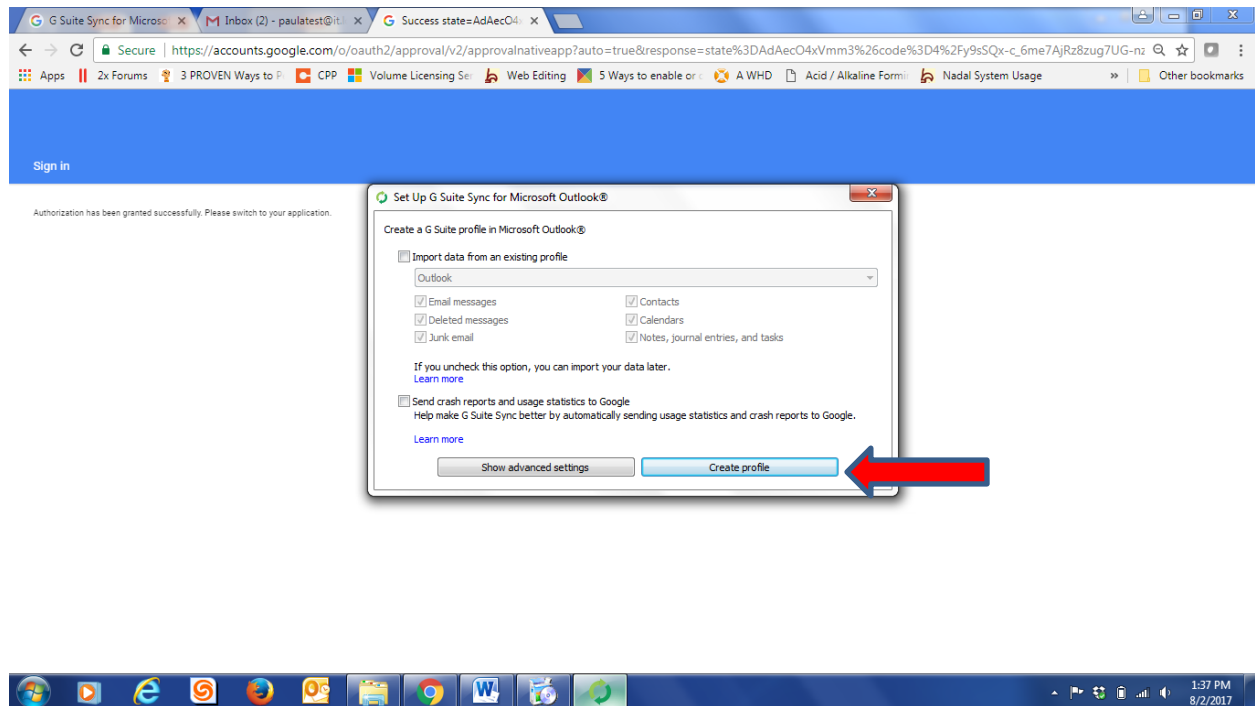 G Suite Sync for Microso
Inbox (2) - paulatest@it.
Success state=AdAecO4
Secure | https://accounts.google.com/o/oauth2/approval/v2/approvalnativeapp?auto=true&response=state%3DAdAecO4xVmm3%26code%3D4%2Fy9sSQx-c_6me7AjRz8zug7UG-nz
Apps 2x Forums 3 PROVEN Ways to P CPP Volume Licensing Ser Web Editing 5 Ways to enable or A WHD Acid / Alkaline Formi Nadal System Usage » Other bookmarks
Sign in
Authorization has been granted successfully. Please switch to your application.
Set Up G Suite Sync for Microsoft Outlook®
Create a G Suite profile in Microsoft Outlook®
Import data from an existing profile
Outlook
Email messages Contacts
Deleted messages Calendars
Junk email Notes, journal entries, and tasks
If you uncheck this option, you can import your data later.
Learn more
Send crash reports and usage statistics to Google
Help make G Suite Sync better by automatically sending usage statistics and crash reports to Google.
Learn more
Show advanced settings Create profile
1:37 PM
8/2/2017